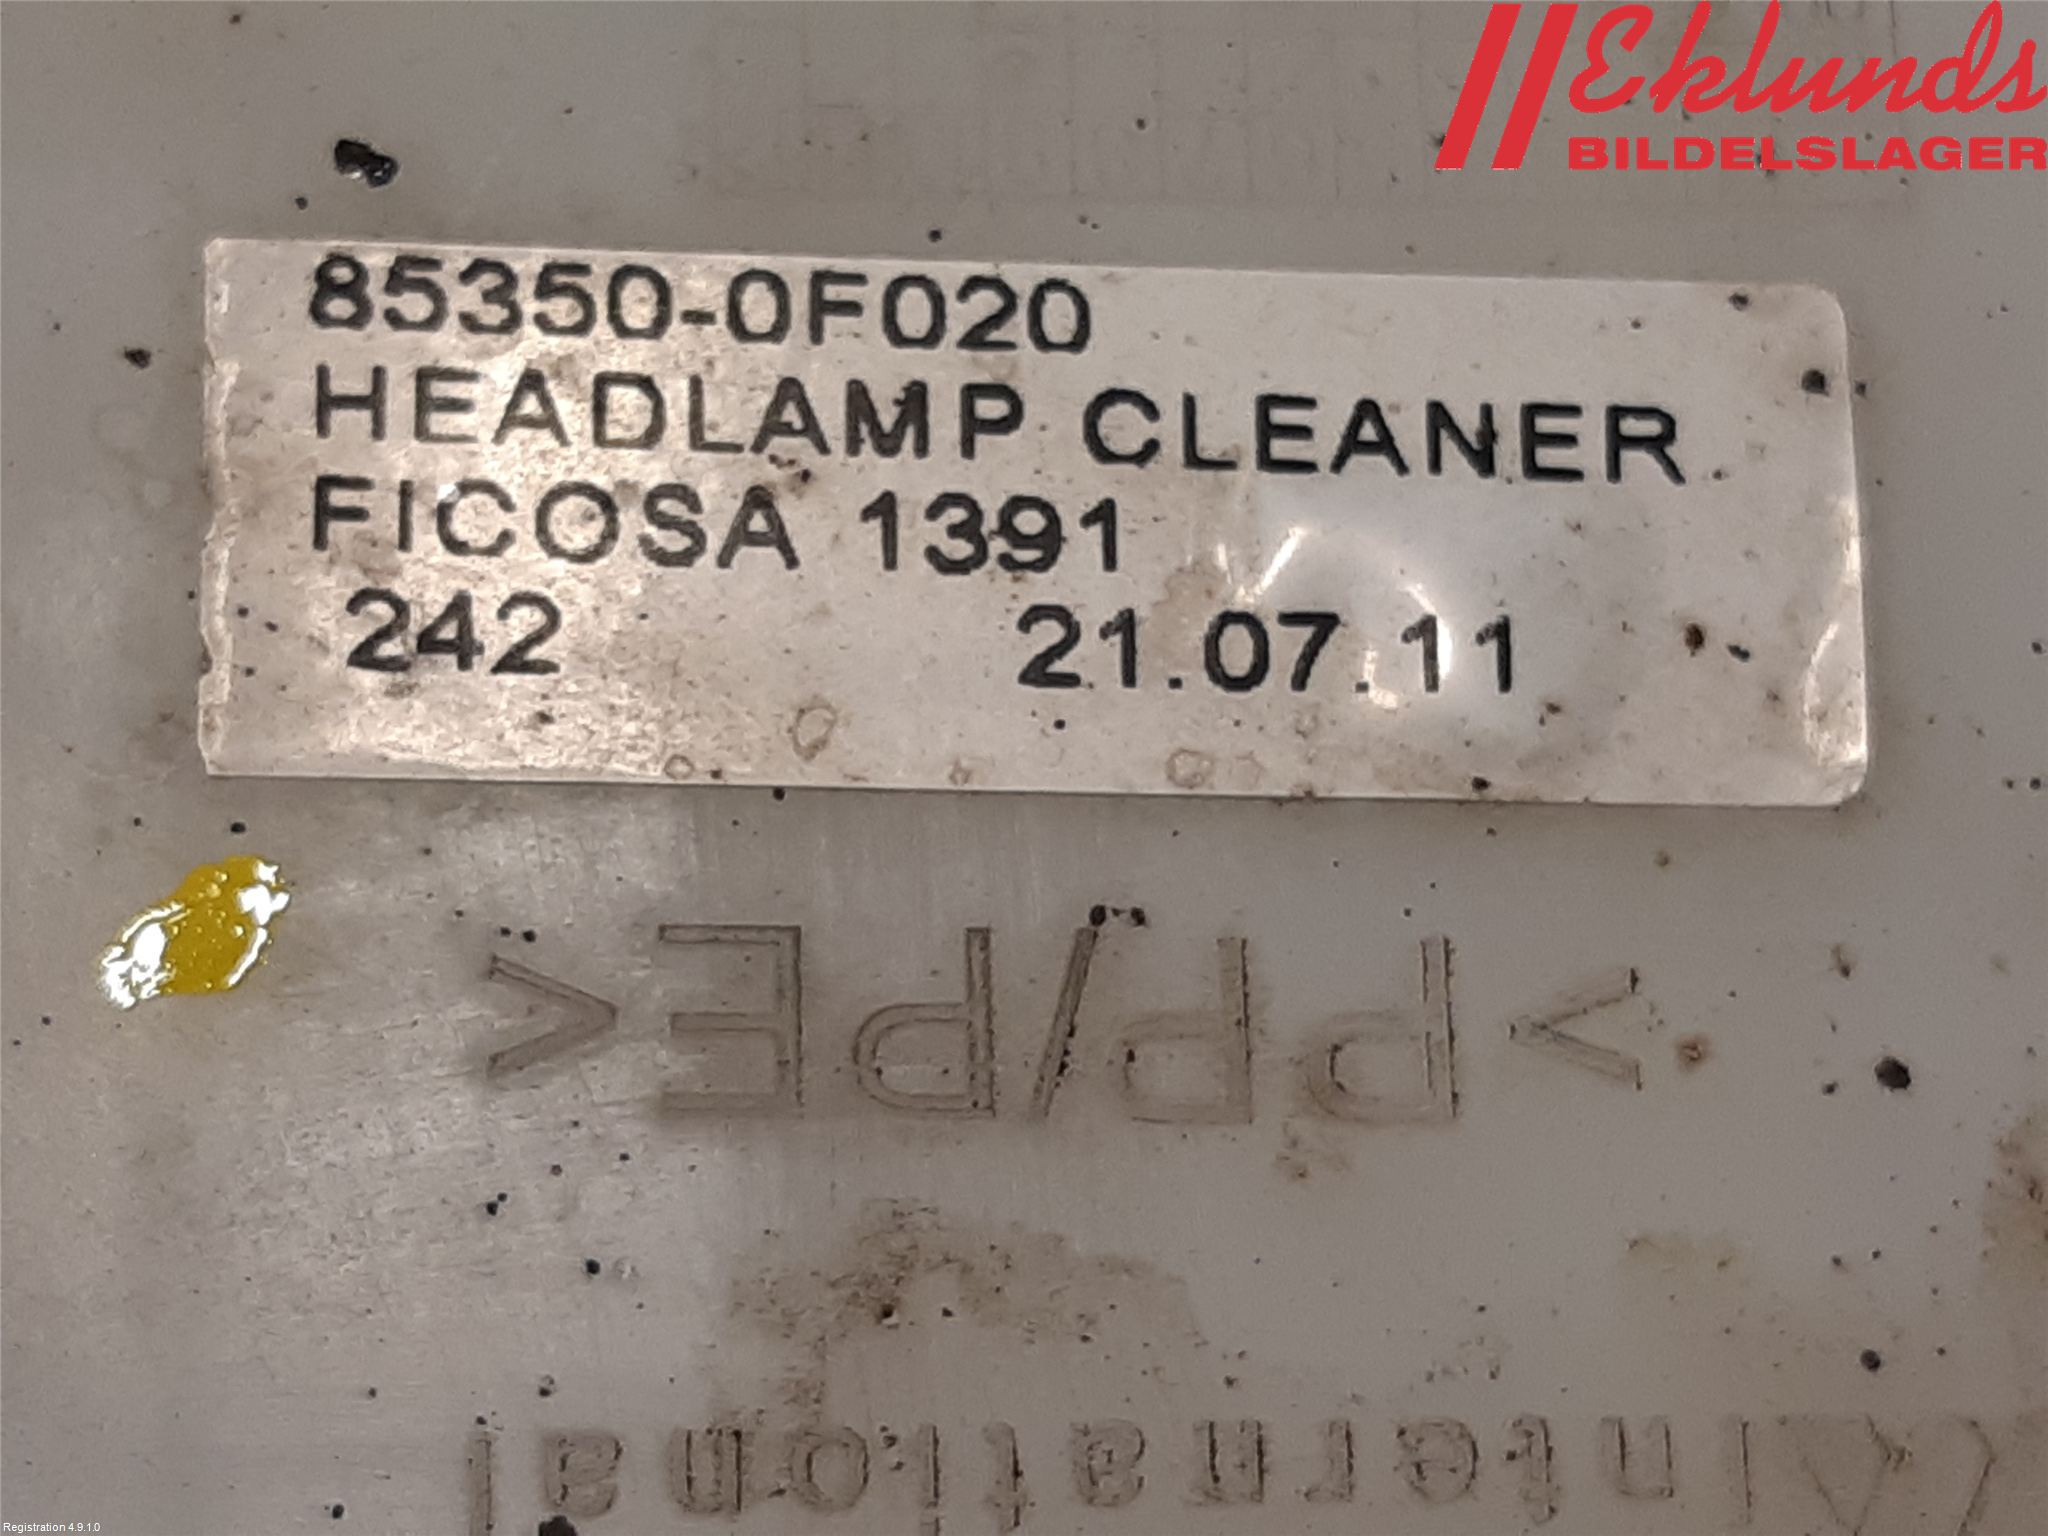 Eklunds
BILDELSLAGER
85350-0F020
HEADLAMP CLEANER
FICOSA 1391
242 21.07.11
>PP/PE<
International
Registration 4.9.1.0